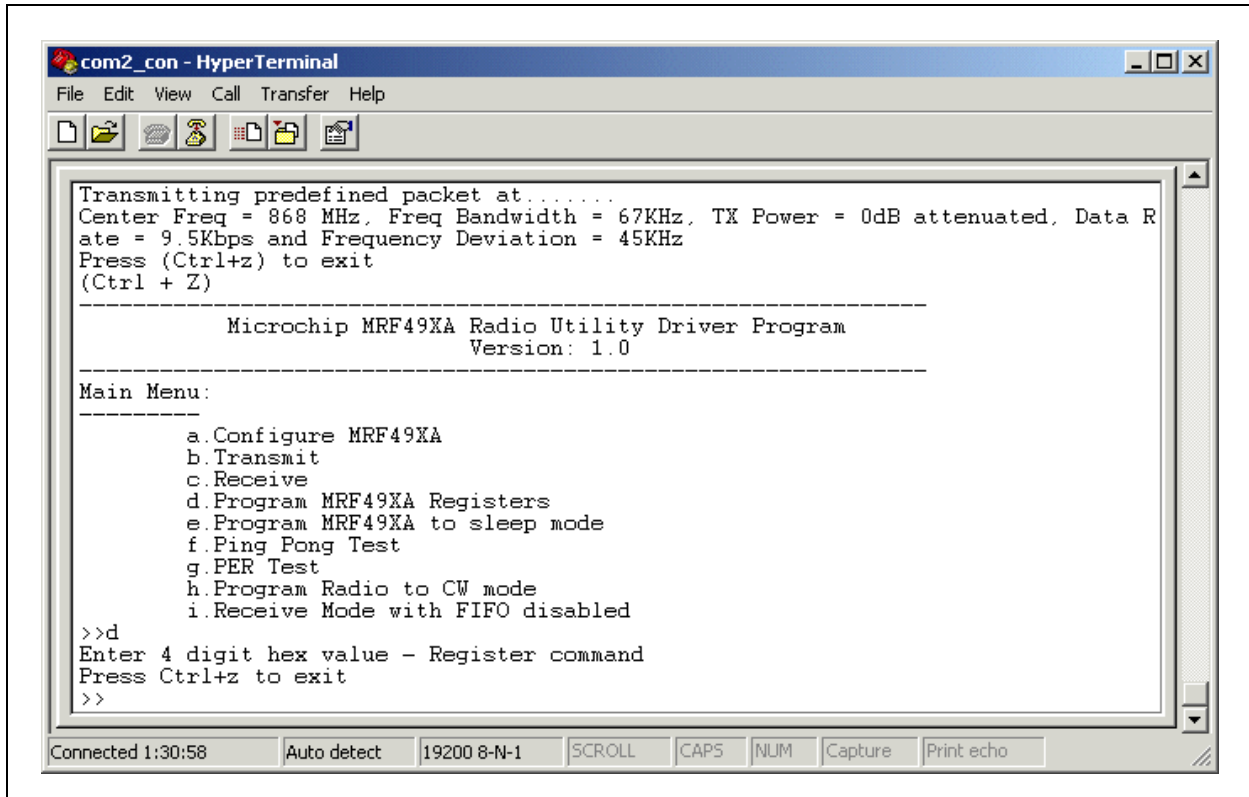 com2_con - HyperTerminal
File Edit View Call Transfer Help
Transmitting predefined packet at.......
Center Freq = 868 MHz, Freq Bandwidth = 67KHz, TX Power = 0dB attenuated, Data R
ate = 9.5Kbps and Frequency Deviation = 45KHz
Press (Ctrl+z) to exit
(Ctrl + Z)
Microchip MRF49XA Radio Utility Driver Program
Version: 1.0
Main Menu:
a.Configure MRF49XA
b.Transmit
c.Receive
d.Program MRF49XA Registers
e.Program MRF49XA to sleep mode
f.Ping Pong Test
g.PER Test
h.Program Radio to CW mode
i.Receive Mode with FIFO disabled
>>d
Enter 4 digit hex value – Register command
Press Ctrl+z to exit
>>
Connected 1:30:58 Auto detect 19200 8-N-1 SCROLL CAPS NUM Capture Print echo